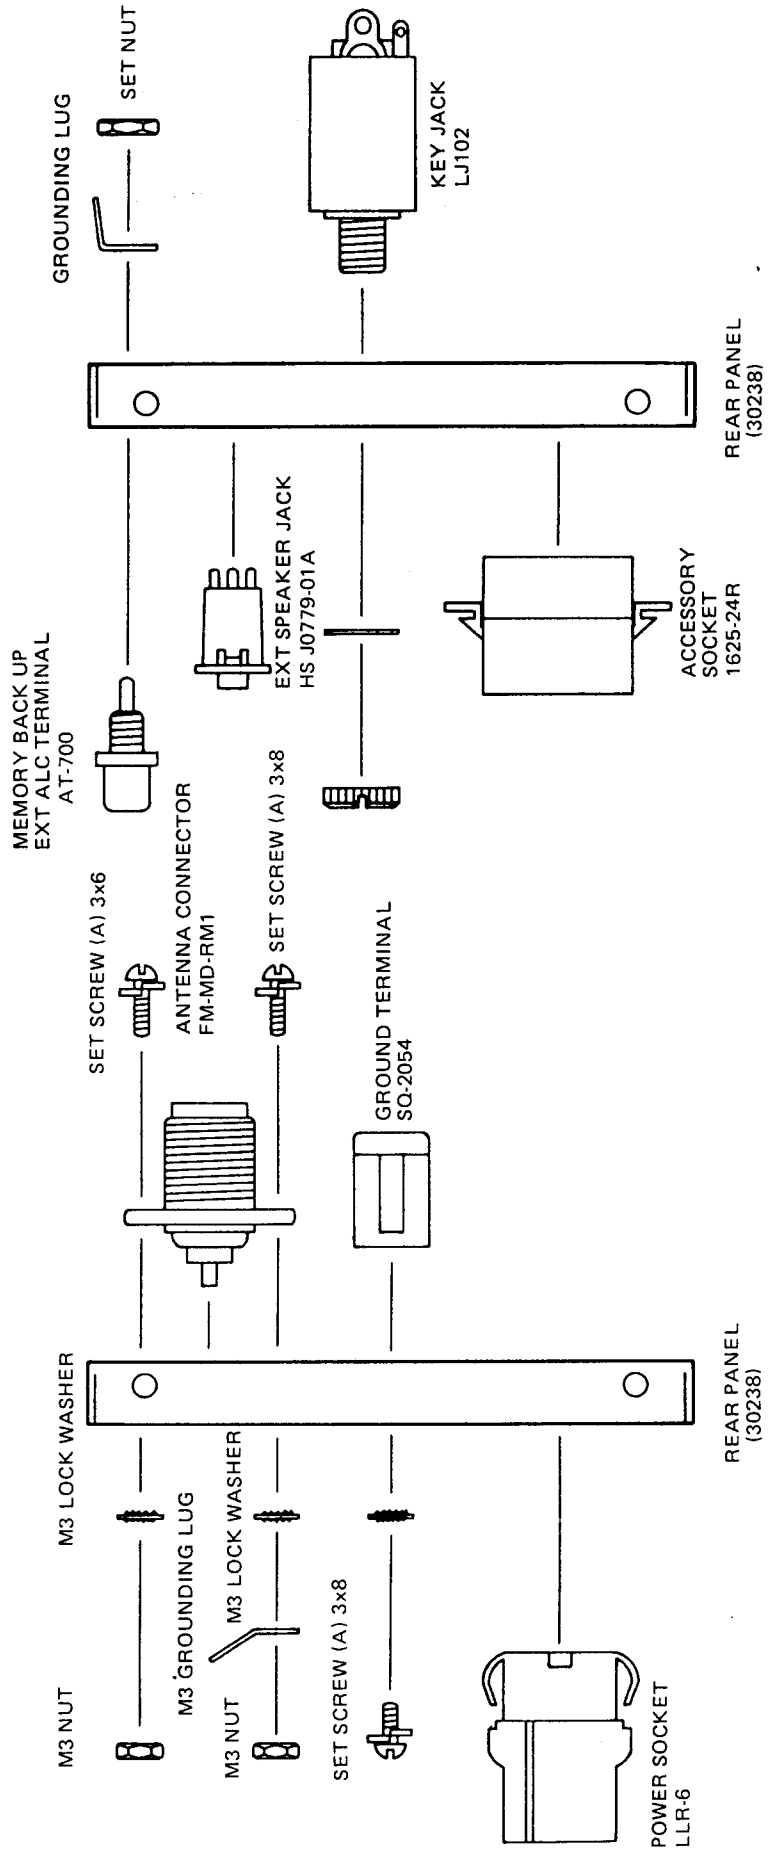 M3 NUT
M3 LOCK WASHER
SET SCREW (A) 3x6
MEMORY BACK UP
EXT ALC TERMINAL
AT-700
GROUNDING LUG
SET NUT
M3 GROUNDING LUG
ANTENNA CONNECTOR
FM-MD-RM1
M3 NUT
M3 LOCK WASHER
SET SCREW (A) 3x8
EXT SPEAKER JACK
HS J0779-01A
SET SCREW (A) 3x8
GROUND TERMINAL
SQ-2054
KEY JACK
LJ102
POWER SOCKET
LLR-6
REAR PANEL
(30238)
ACCESSORY
SOCKET
1625-24R
REAR PANEL
(30238)